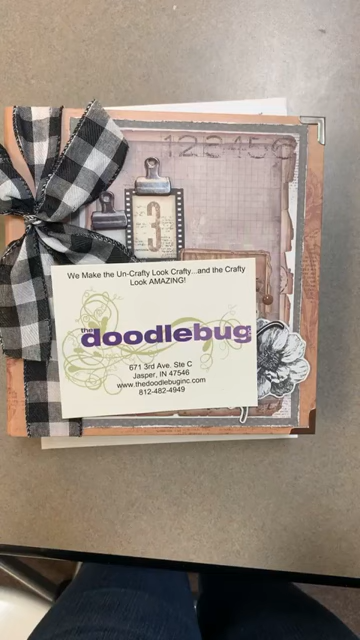 123456
3
We Make the Un-Crafty Look Crafty...and the Crafty
Look AMAZING!
the doodlebug
671 3rd Ave. Ste C
Jasper, IN 47546
www.thedoodlebuginc.com
812-482-4949